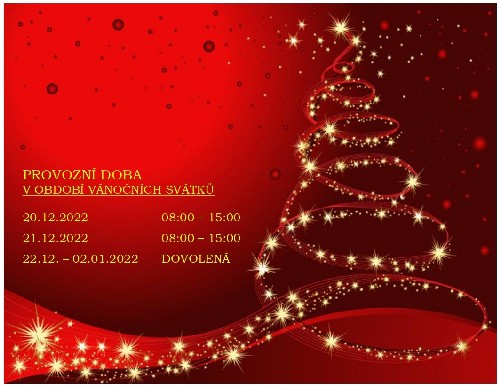 PROVOZNÍ DOBA
V OBDOBÍ VÁNOČNÍCH SVÁTKŮ
20.12.2022 08:00 – 15:00
21.12.2022 08:00 – 15:00
22.12. – 02.01.2022 DOVOLENÁ